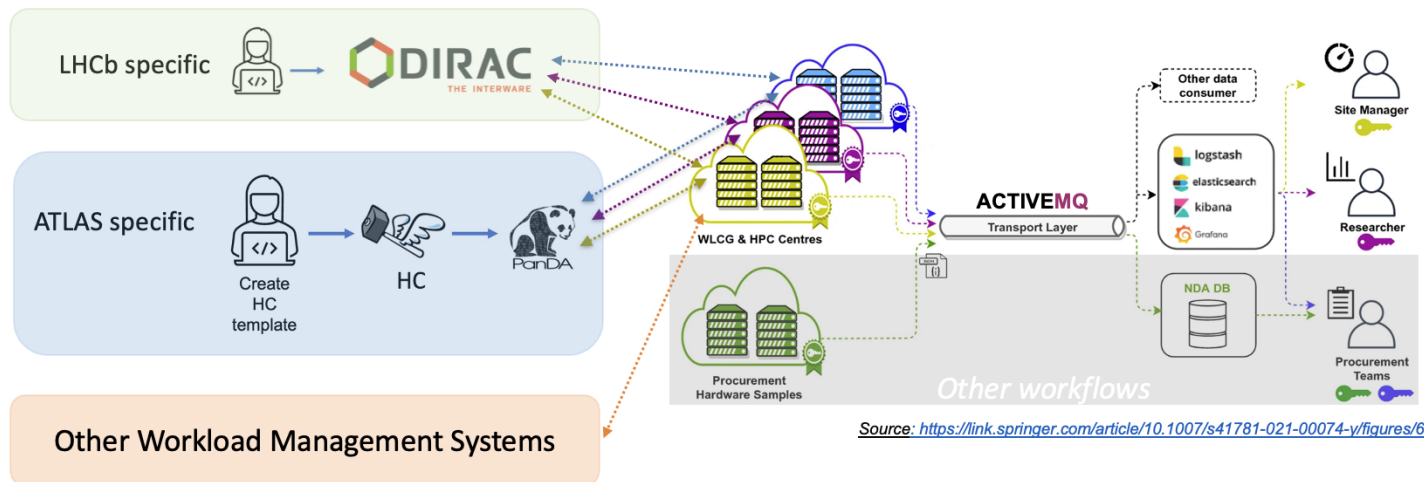 LHCb specific
</>
DIRAC
THE INTERWARE
ATLAS specific
</>
Create
HC
template
HC
PanDA
Other Workload Management Systems
WLCG & HPC Centres
ACTIVEMQ
Transport Layer
Other data
consumer
logstash
elasticsearch
kibana
Grafana
Site Manager
Researcher
NDA DB
Procurement
Teams
Procurement
Hardware Samples
Other workflows
Source: https://link.springer.com/article/10.1007/s41781-021-00074-y/figures/6